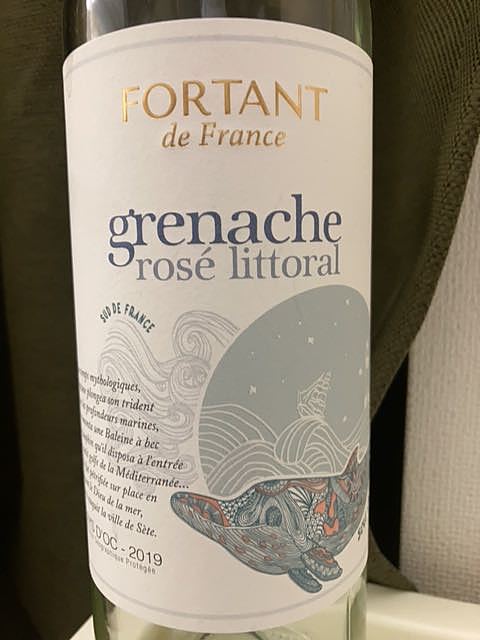 FORTANT
de France
grenache
rosé littoral
SUD DE FRANCE
mythologiques,
plongea son trident
profondeurs marines,
une Baleine à bec
qu'il disposa à l'entrée
golfe de la Méditerranée...
pétrifiée sur place en
Dieu de la mer,
la ville de Sète.
D'OC - 2019
Protégée